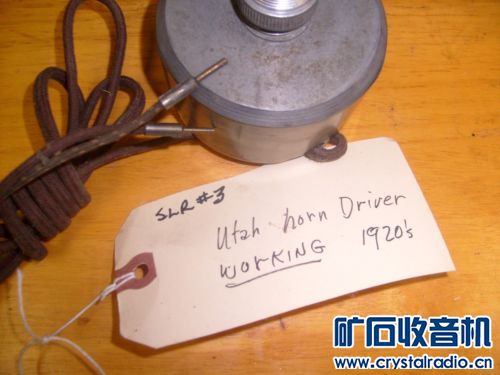 SLR #3
Utah horn Driver
WORKING 1920's
矿石收音机
www.crystalradio.cn